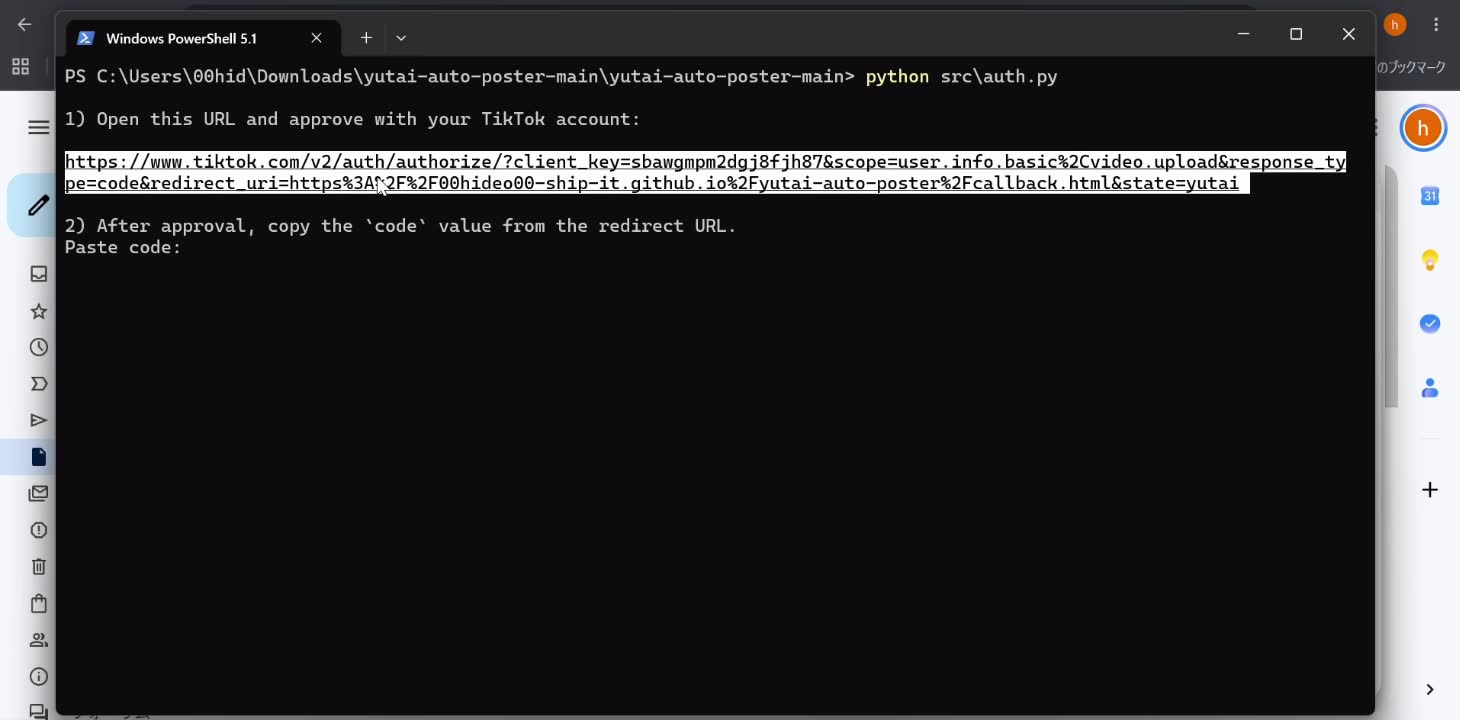 Windows PowerShell 5.1
h
のブックマーク
PS C:\Users\00hid\Downloads\yutai-auto-poster-main\yutai-auto-poster-main> python src\auth.py
1) Open this URL and approve with your TikTok account:
h
https://www.tiktok.com/v2/auth/authorize/?client_key=sbawgmpm2dgj8fjh87&scope=user.info.basic%2Cvideo.upload&response_ty
pe=code&redirect_uri=https%3A%2F%2F00hideo00-ship-it.github.io%2Fyutai-auto-poster%2Fcallback.html&state=yutai
31
2) After approval, copy the `code` value from the redirect URL.
Paste code: